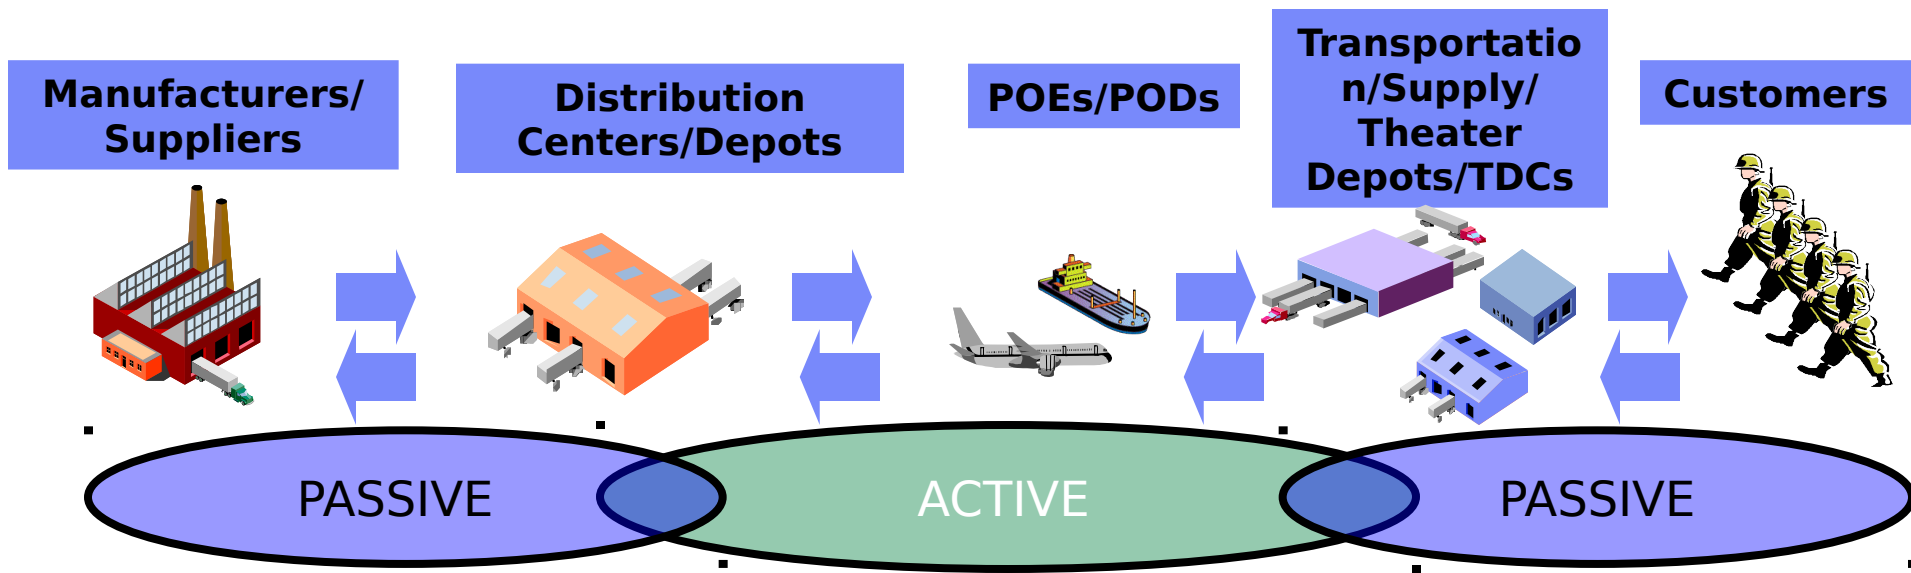 Manufacturers/
Suppliers
Distribution
Centers/Depots
POEs/PODs
Transportatio
n/Supply/
Theater
Depots/TDCs
Customers
PASSIVE
ACTIVE
PASSIVE